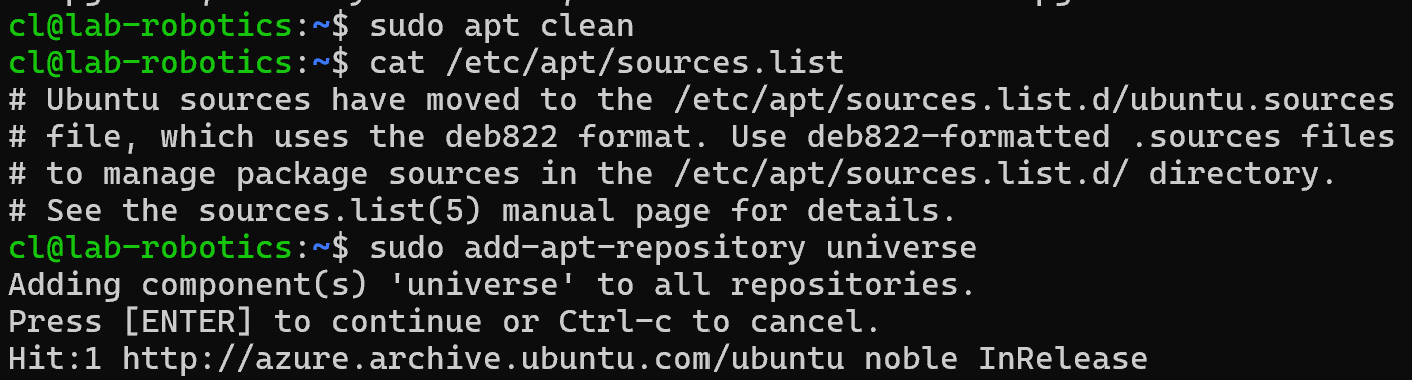 cl@lab-robotics:~$ sudo apt clean
cl@lab-robotics:~$ cat /etc/apt/sources.list
# Ubuntu sources have moved to the /etc/apt/sources.list.d/ubuntu.sources
# file, which uses the deb822 format. Use deb822-formatted .sources files
# to manage package sources in the /etc/apt/sources.list.d/ directory.
# See the sources.list(5) manual page for details.
cl@lab-robotics:~$ sudo add-apt-repository universe
Adding component(s) 'universe' to all repositories.
Press [ENTER] to continue or Ctrl-c to cancel.
Hit:1 http://azure.archive.ubuntu.com/ubuntu noble InRelease